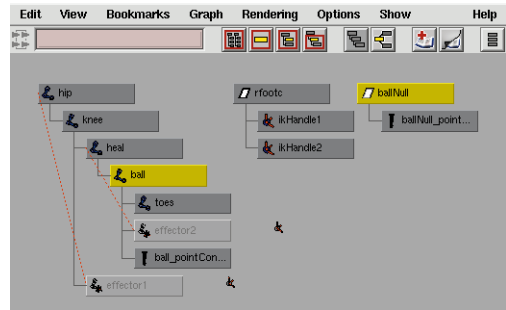 Edit View Bookmarks Graph Rendering Options Show Help
hip
knee
heal
ball
toes
effector2
ball_pointCon...
effector1
rfootc
ikHandle1
ikHandle2
ballNull
ballNull_point...